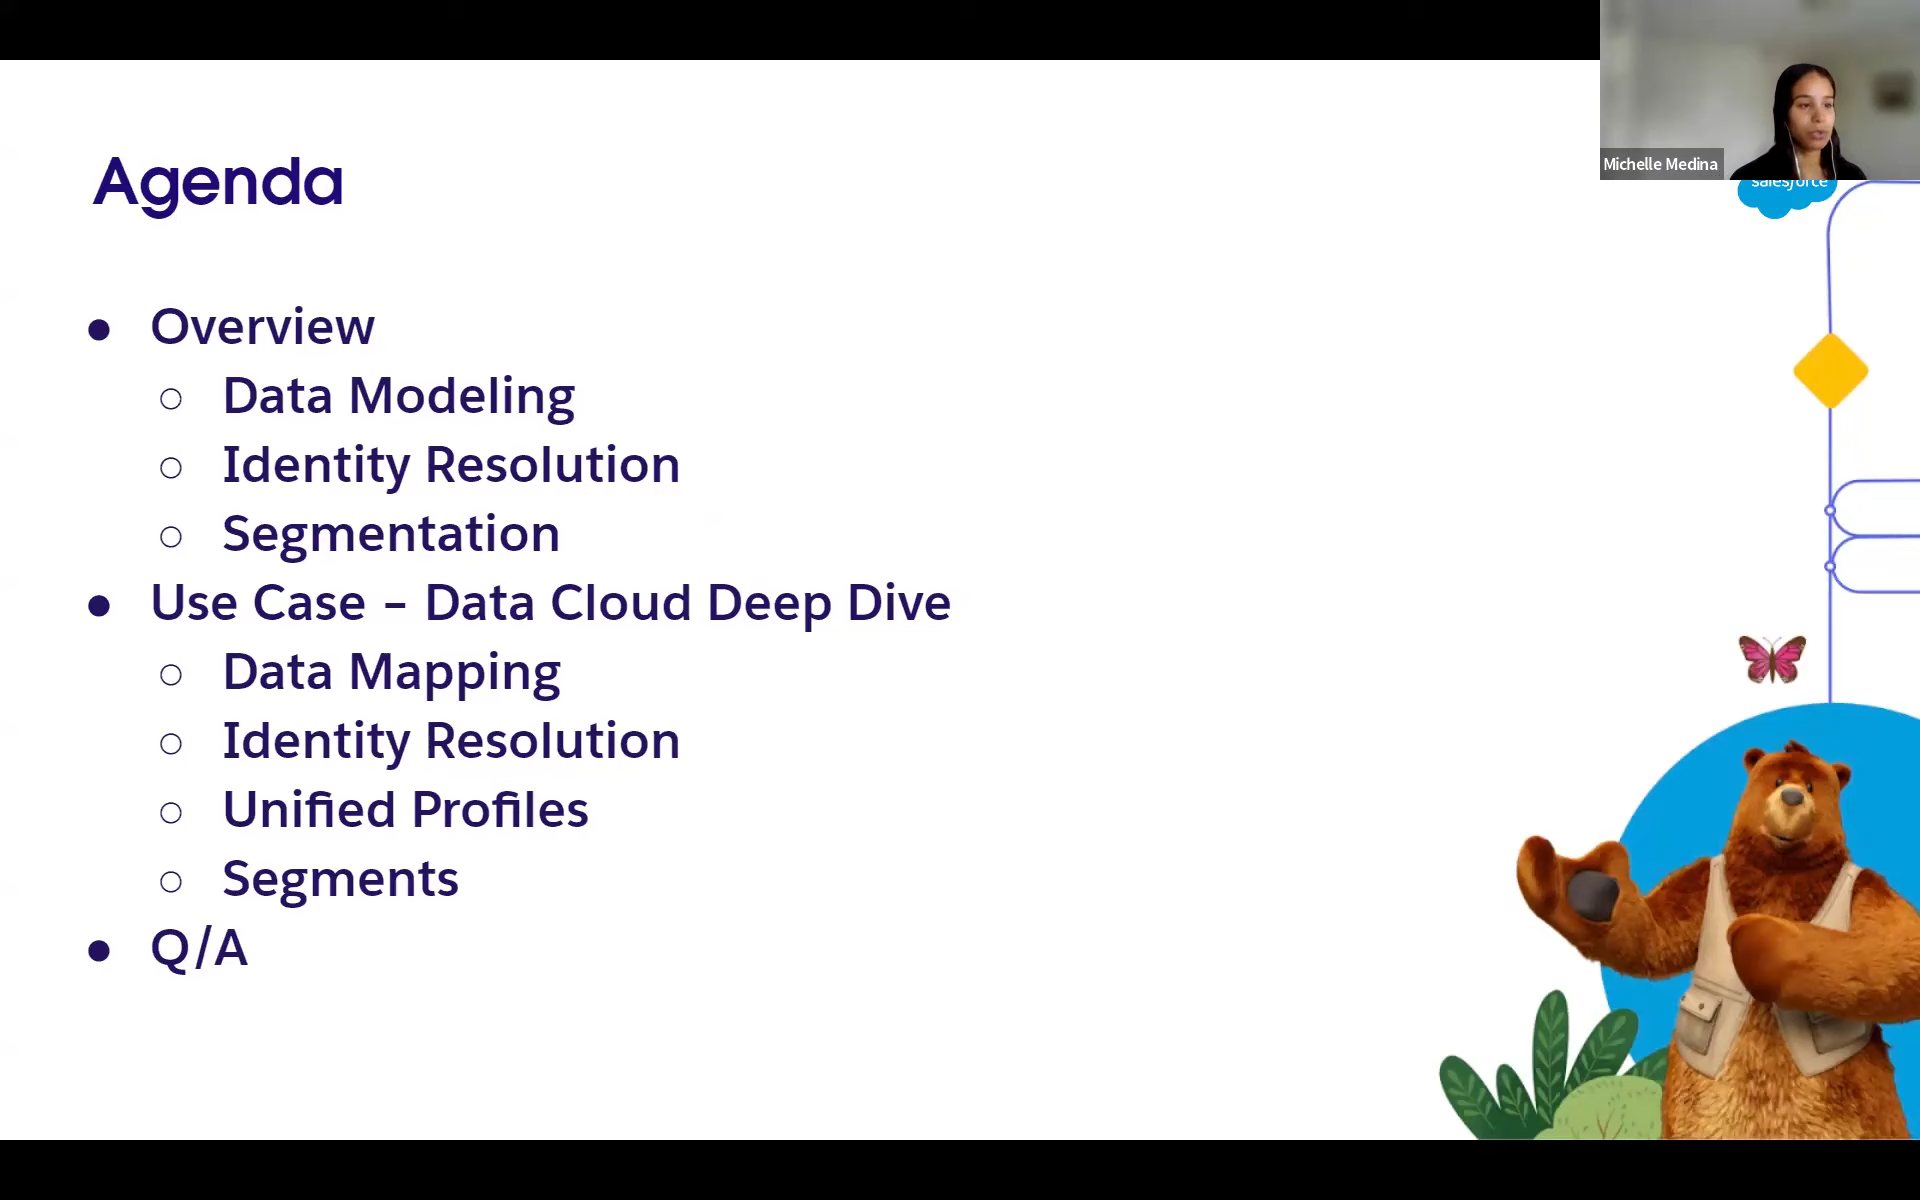 Michelle Medina
salesforce
Agenda
● Overview
○ Data Modeling
○ Identity Resolution
○ Segmentation
● Use Case – Data Cloud Deep Dive
○ Data Mapping
○ Identity Resolution
○ Unified Profiles
○ Segments
● Q/A